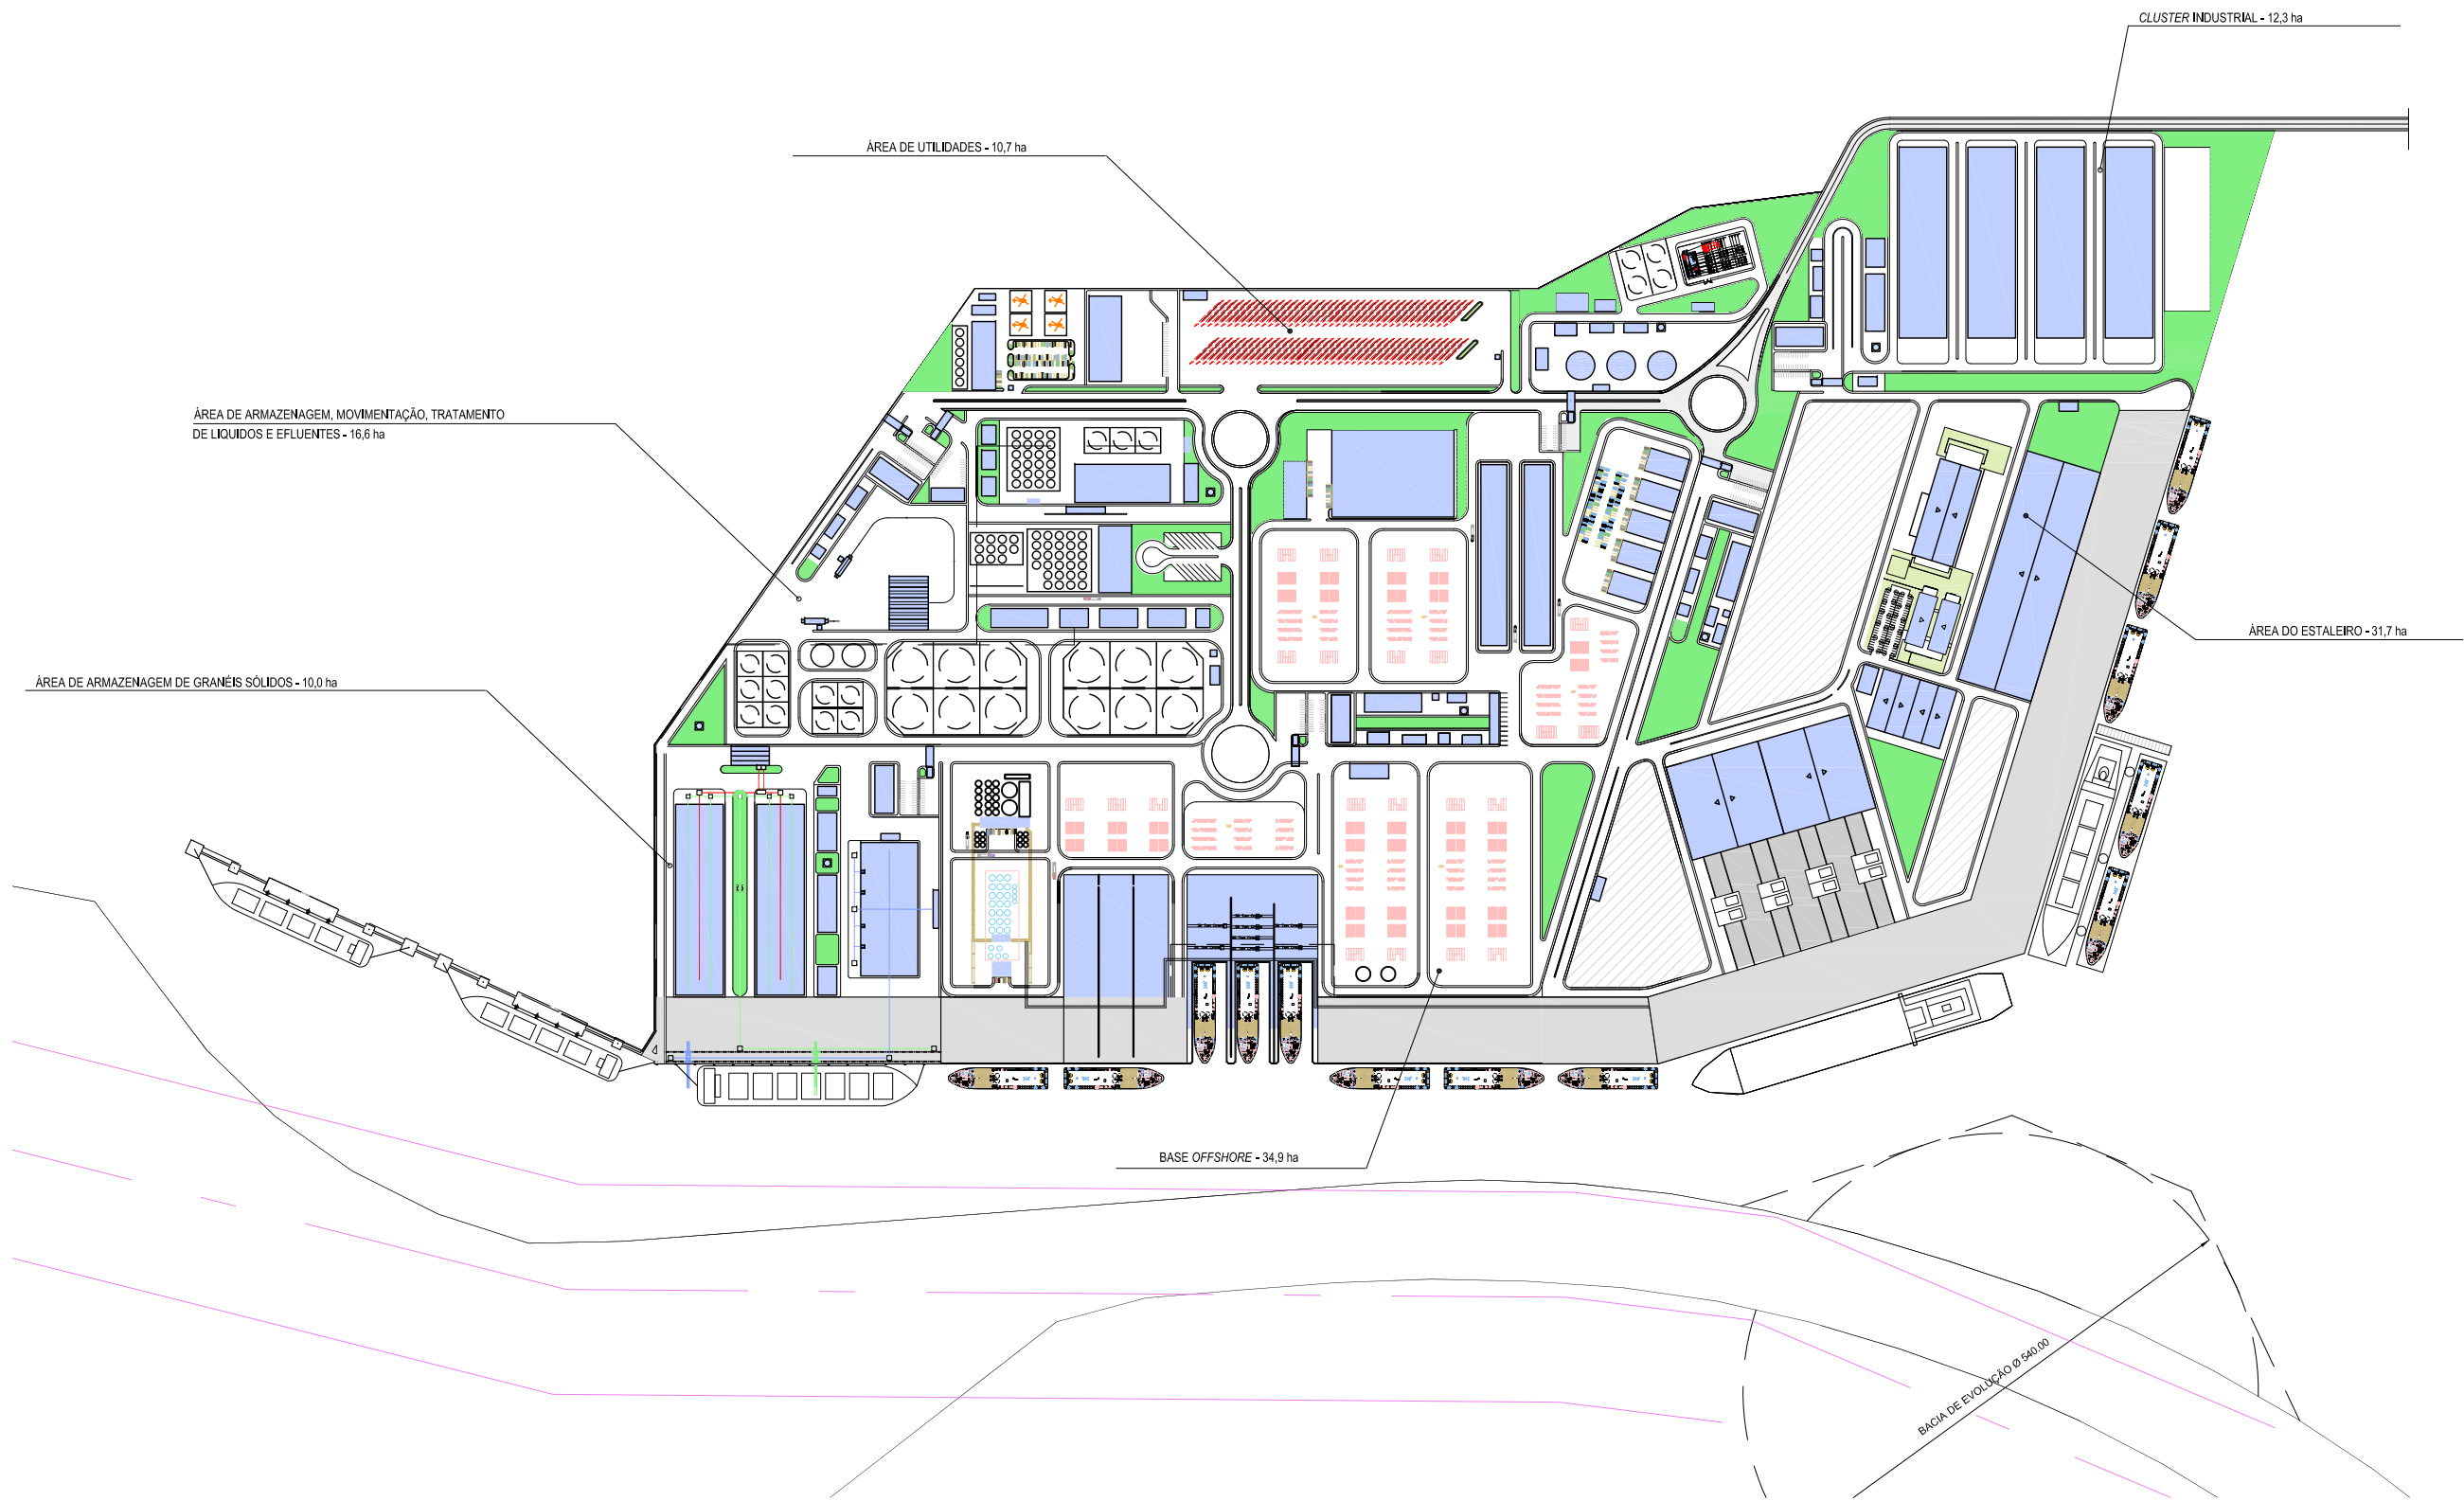 CLUSTER INDUSTRIAL - 12,3 ha
ÁREA DE UTILIDADES - 10,7 ha
ÁREA DE ARMAZENAGEM, MOVIMENTAÇÃO, TRATAMENTO
DE LIQUIDOS E EFLUENTES - 16,6 ha
ÁREA DO ESTALEIRO - 31,7 ha
ÁREA DE ARMAZENAGEM DE GRANÉIS SÓLIDOS - 10,0 ha
BASE OFFSHORE - 34,9 ha
BACIA DE EVOLUÇÃO Ø 540.00